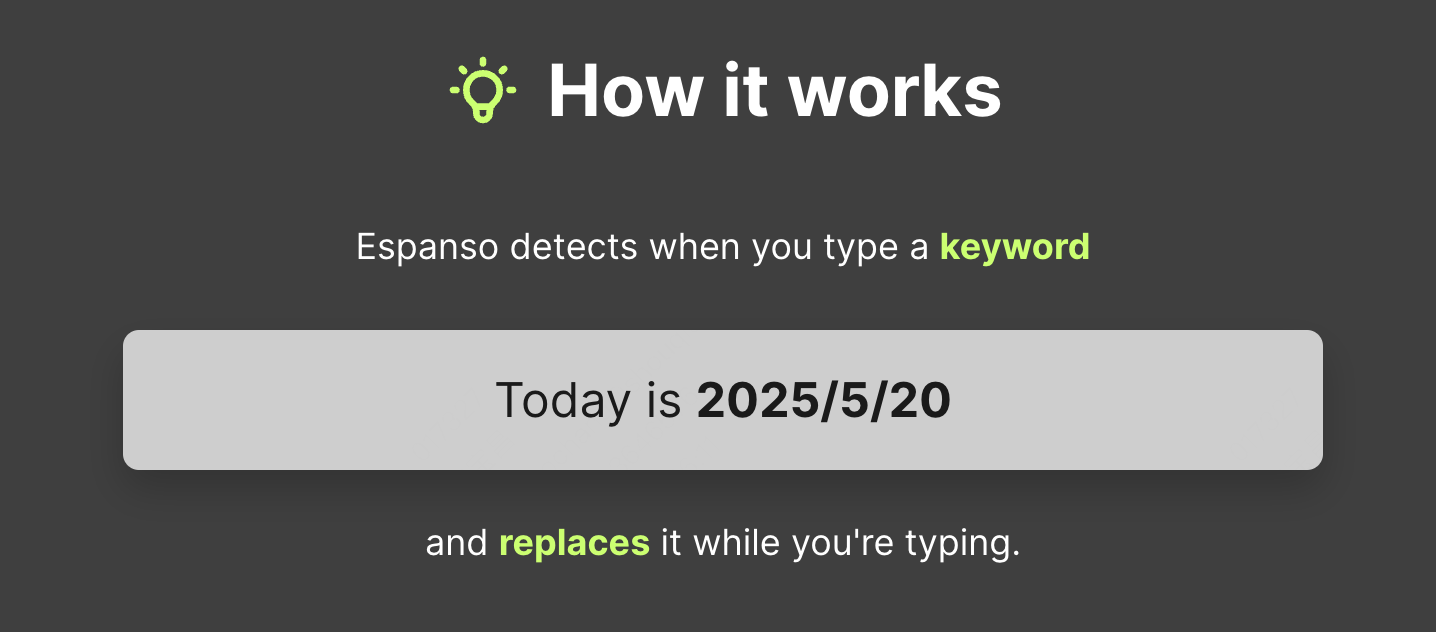 How it works
Espanso detects when you type a keyword
Today is 2025/5/20
and replaces it while you're typing.